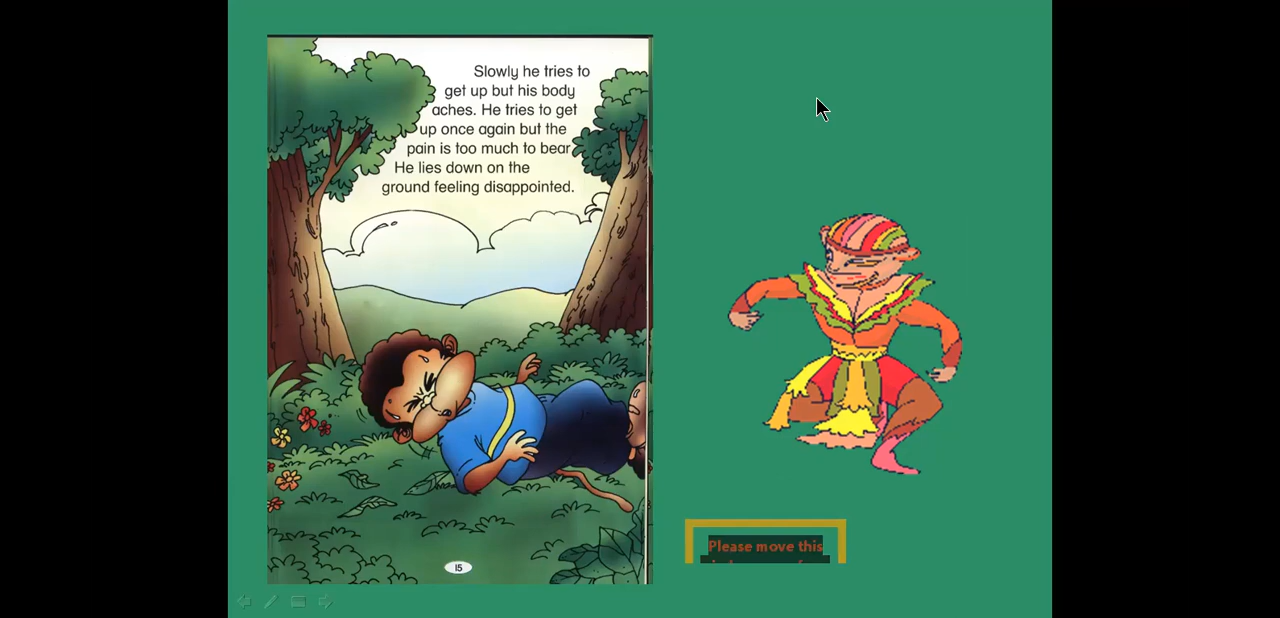 Slowly he tries to
get up but his body
aches. He tries to get
up once again but the
pain is too much to bear
He lies down on the
ground feeling disappointed.
15
Please move this